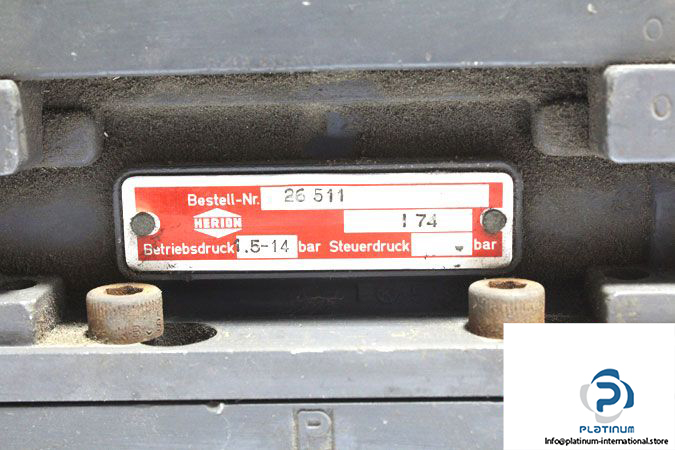 Bestell-Nr. 26 511
HERION I 74
Betriebsdruck 1.5-14 bar Steuerdruck bar
P
PLATINUM
Info@platinum-international.store